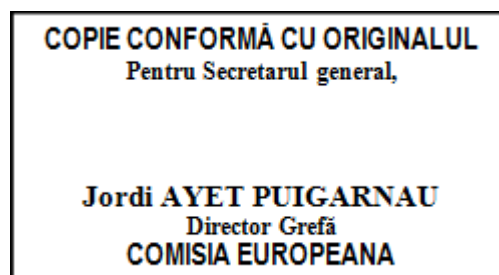 COPIE CONFORMĂ CU ORIGINALUL
Pentru Secretarul general,
Jordi AYET PUIGARNAU
Director Grefă
COMISIA EUROPEANA